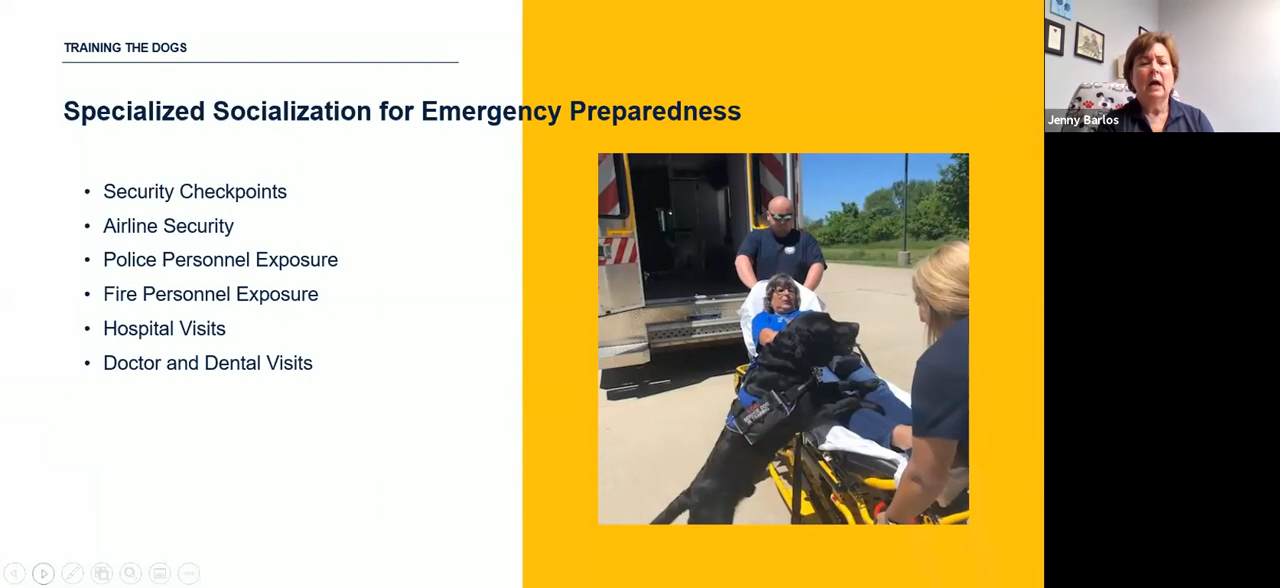 TRAINING THE DOGS
Specialized Socialization for Emergency Preparedness
• Security Checkpoints
• Airline Security
• Police Personnel Exposure
• Fire Personnel Exposure
• Hospital Visits
• Doctor and Dental Visits
Jenny Barlos